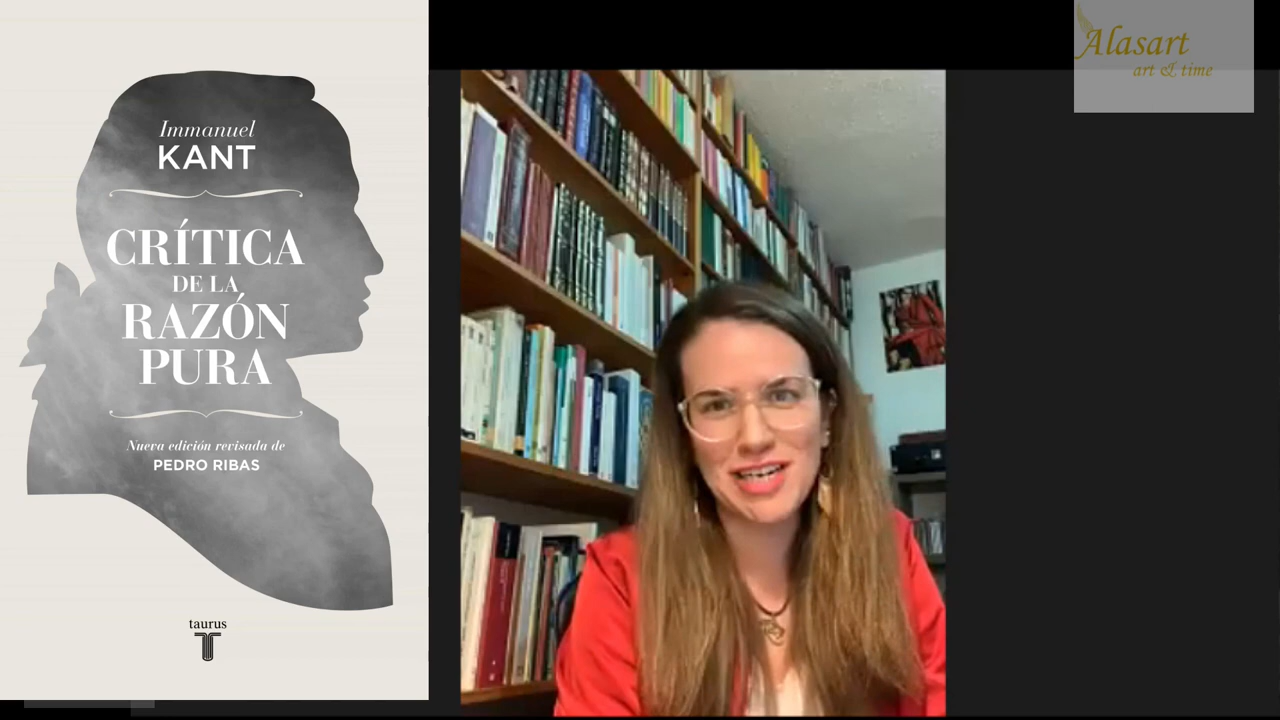 Immanuel
KANT
CRÍTICA
DE LA
RAZÓN
PURA
Nueva edición revisada de
PEDRO RIBAS
taurus
Alasart
art & time